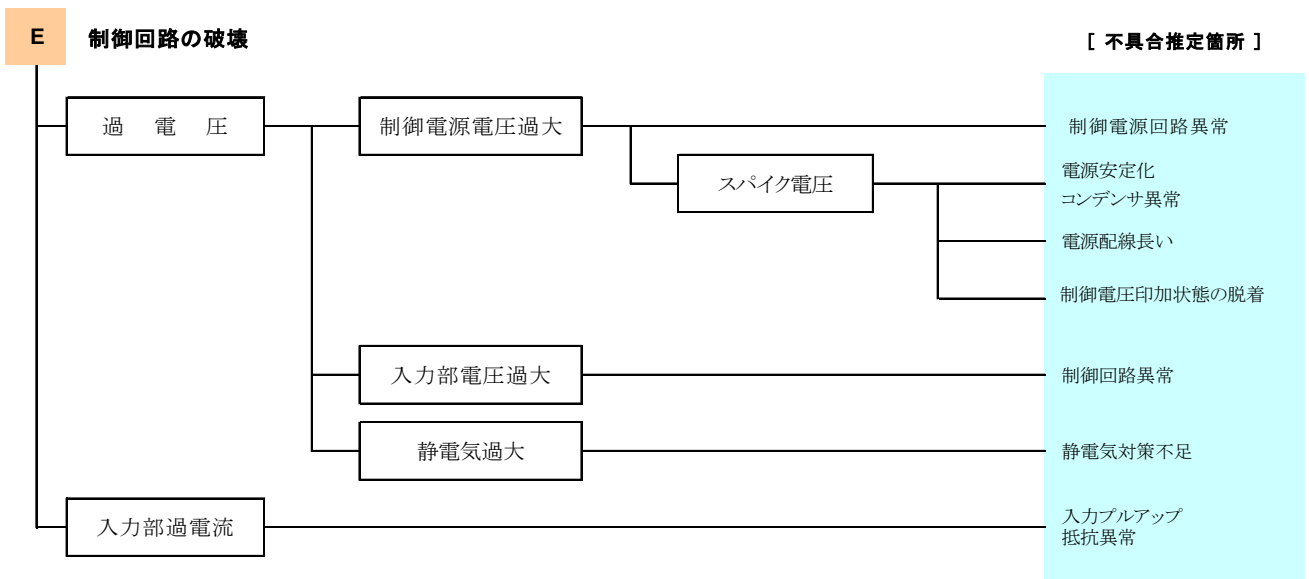 E 制御回路の破壊
[ 不具合推定箇所 ]
過 電 圧
制御電源電圧過大
制御電源回路異常
スパイク電圧
電源安定化
コンデンサ異常
電源配線長い
制御電圧印加状態の脱着
入力部電圧過大
制御回路異常
静電気過大
静電気対策不足
入力部過電流
入力プルアップ
抵抗異常